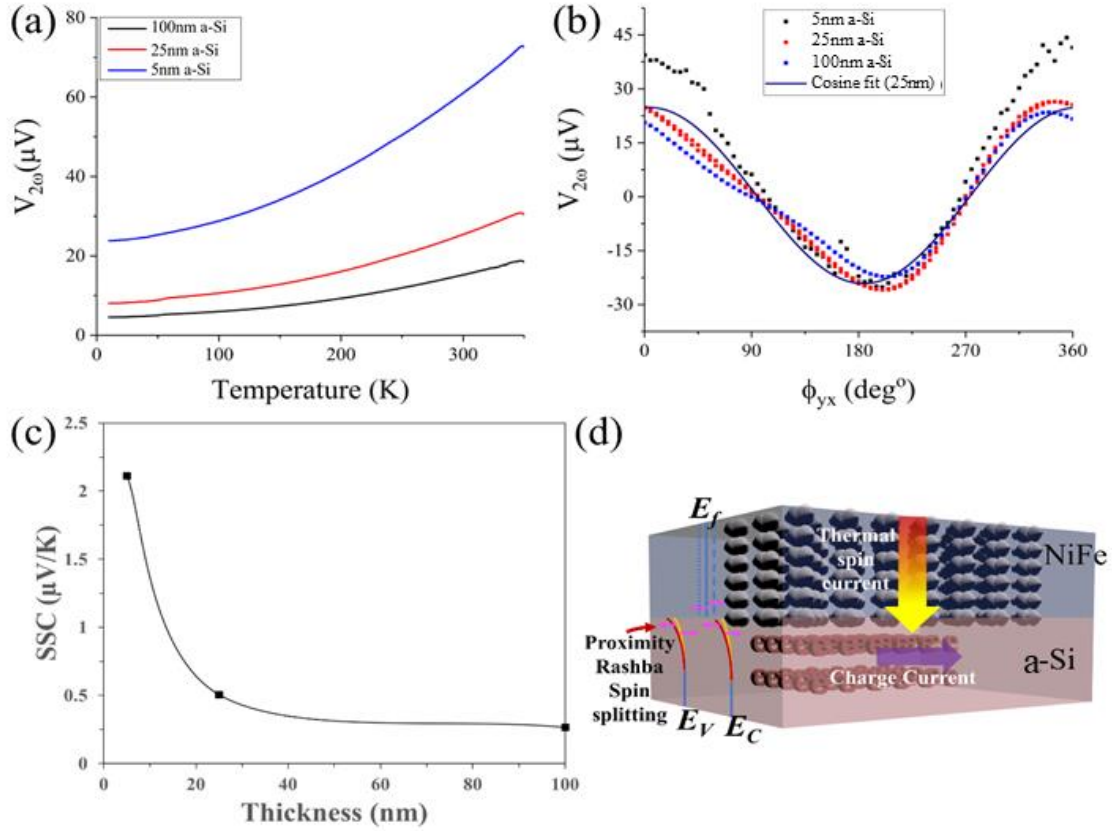 (a)
100nm a-Si
25nm a-Si
5nm a-Si
V2ω(μV)
80
60
40
20
0
0
100
200
300
Temperature (K)
(b)
5nm a-Si
25nm a-Si
100nm a-Si
Cosine fit (25nm) (
V2ω (μV)
45
30
15
0
-15
-30
0
90
180
270
360
ϕyx (degº)
(c)
SSC (μV/K)
2.5
2
1.5
1
0.5
0
0
20
40
60
80
100
Thickness (nm)
(d)
Ef
Thermal
spin
current
NiFe
Proximity
Rashba
Spin
splitting
a-Si
Charge Current
EV
EC